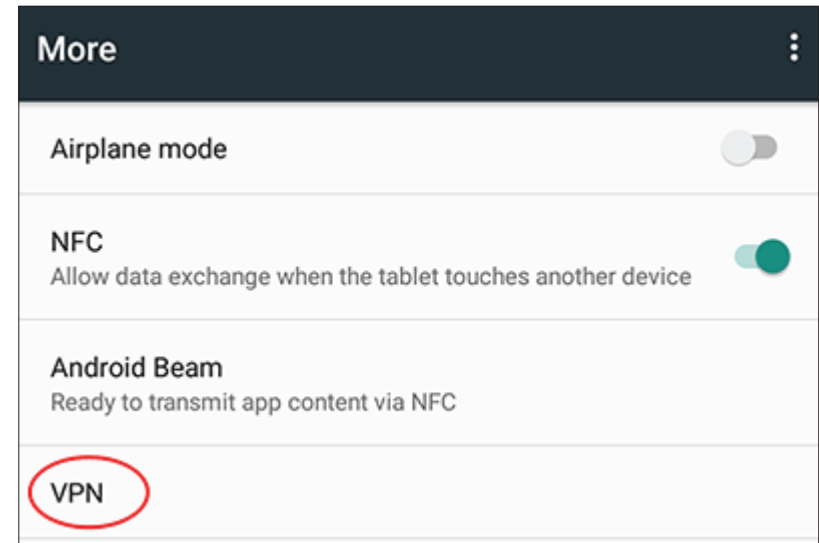 More
Airplane mode
NFC
Allow data exchange when the tablet touches another device
Android Beam
Ready to transmit app content via NFC
VPN